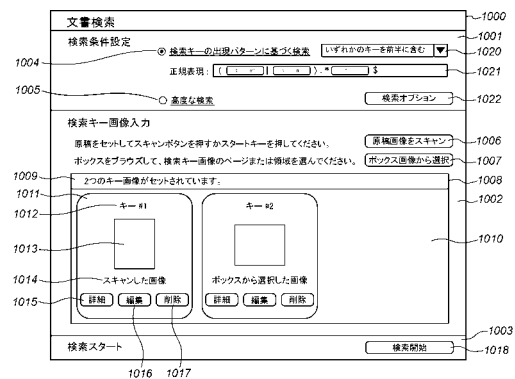 文書検索
1000
検索条件設定
1001
1004
検索キーの出現パターンに基づく検索
いずれかのキーを前半に含む
1020
正規表現：
(
|
).*
$
1021
1005
高度な検索
検索オプション
1022
検索キー画像入力
原稿をセットしてスキャンボタンを押すかスタートキーを押してください。
原稿画像をスキャン
1006
ボックスをブラウズして、検索キー画像のページまたは領域を選んでください。
ボックス画像から選択
1007
1009
2つのキー画像がセットされています．
1008
1011
1002
1012
キー #1
キー #2
1013
1010
1014
スキャンした画像
ボックスから選択した画像
1015
詳細
編集
削除
詳細
編集
削除
1003
検索スタート
検索開始
1018
1016
1017